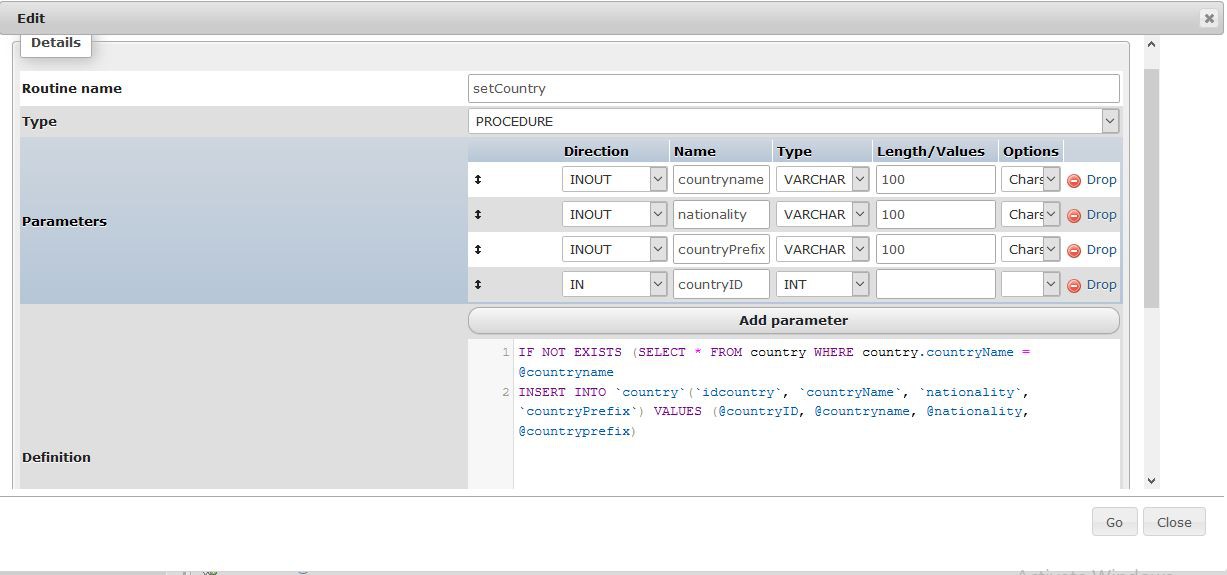 Edit
Details
Routine name setCountry
Type PROCEDURE
Direction Name Type Length/Values Options
INOUT countryname VARCHAR 100 Chars Drop
INOUT nationality VARCHAR 100 Chars Drop
Parameters
INOUT countryPrefix VARCHAR 100 Chars Drop
IN countryID INT Drop
Add parameter
1 IF NOT EXISTS (SELECT * FROM country WHERE country.countryName =
@countryname
2 INSERT INTO `country`(`idcountry`, `countryName`, `nationality`,
`countryPrefix`) VALUES (@countryID, @countryname, @nationality,
@countryprefix)
Definition
Go Close